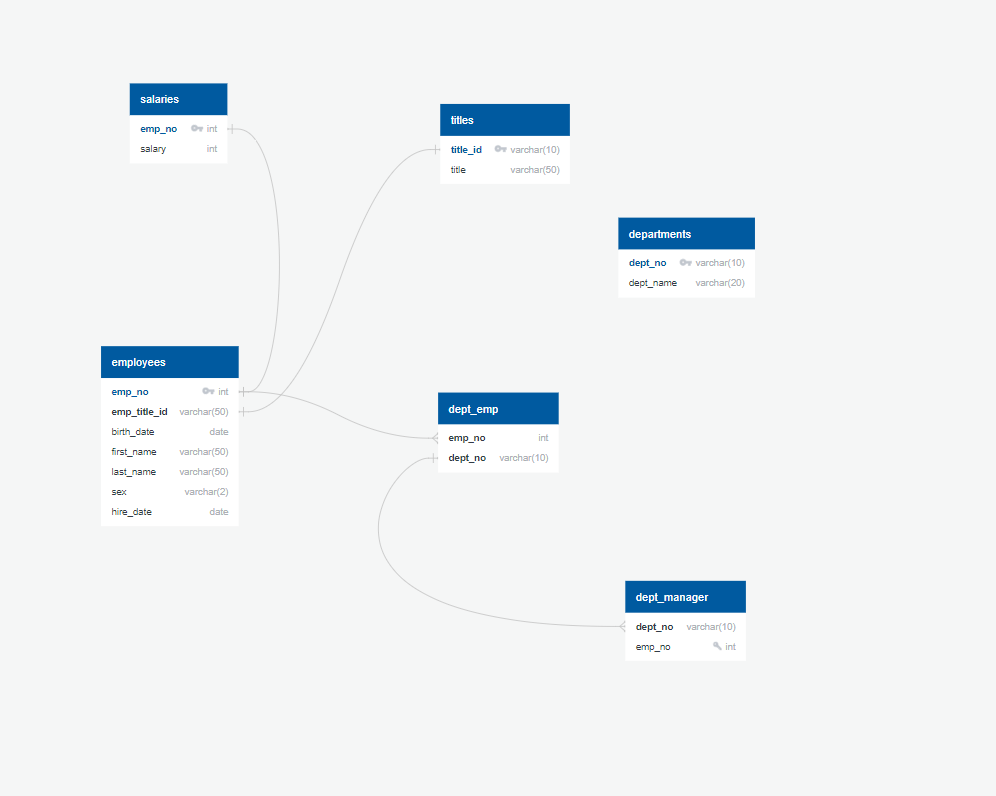 salaries
emp_no int
salary int
titles
title_id varchar(10)
title varchar(50)
departments
dept_no varchar(10)
dept_name varchar(20)
employees
emp_no int
emp_title_id varchar(50)
birth_date date
first_name varchar(50)
last_name varchar(50)
sex varchar(2)
hire_date date
dept_emp
emp_no int
dept_no varchar(10)
dept_manager
dept_no varchar(10)
emp_no int